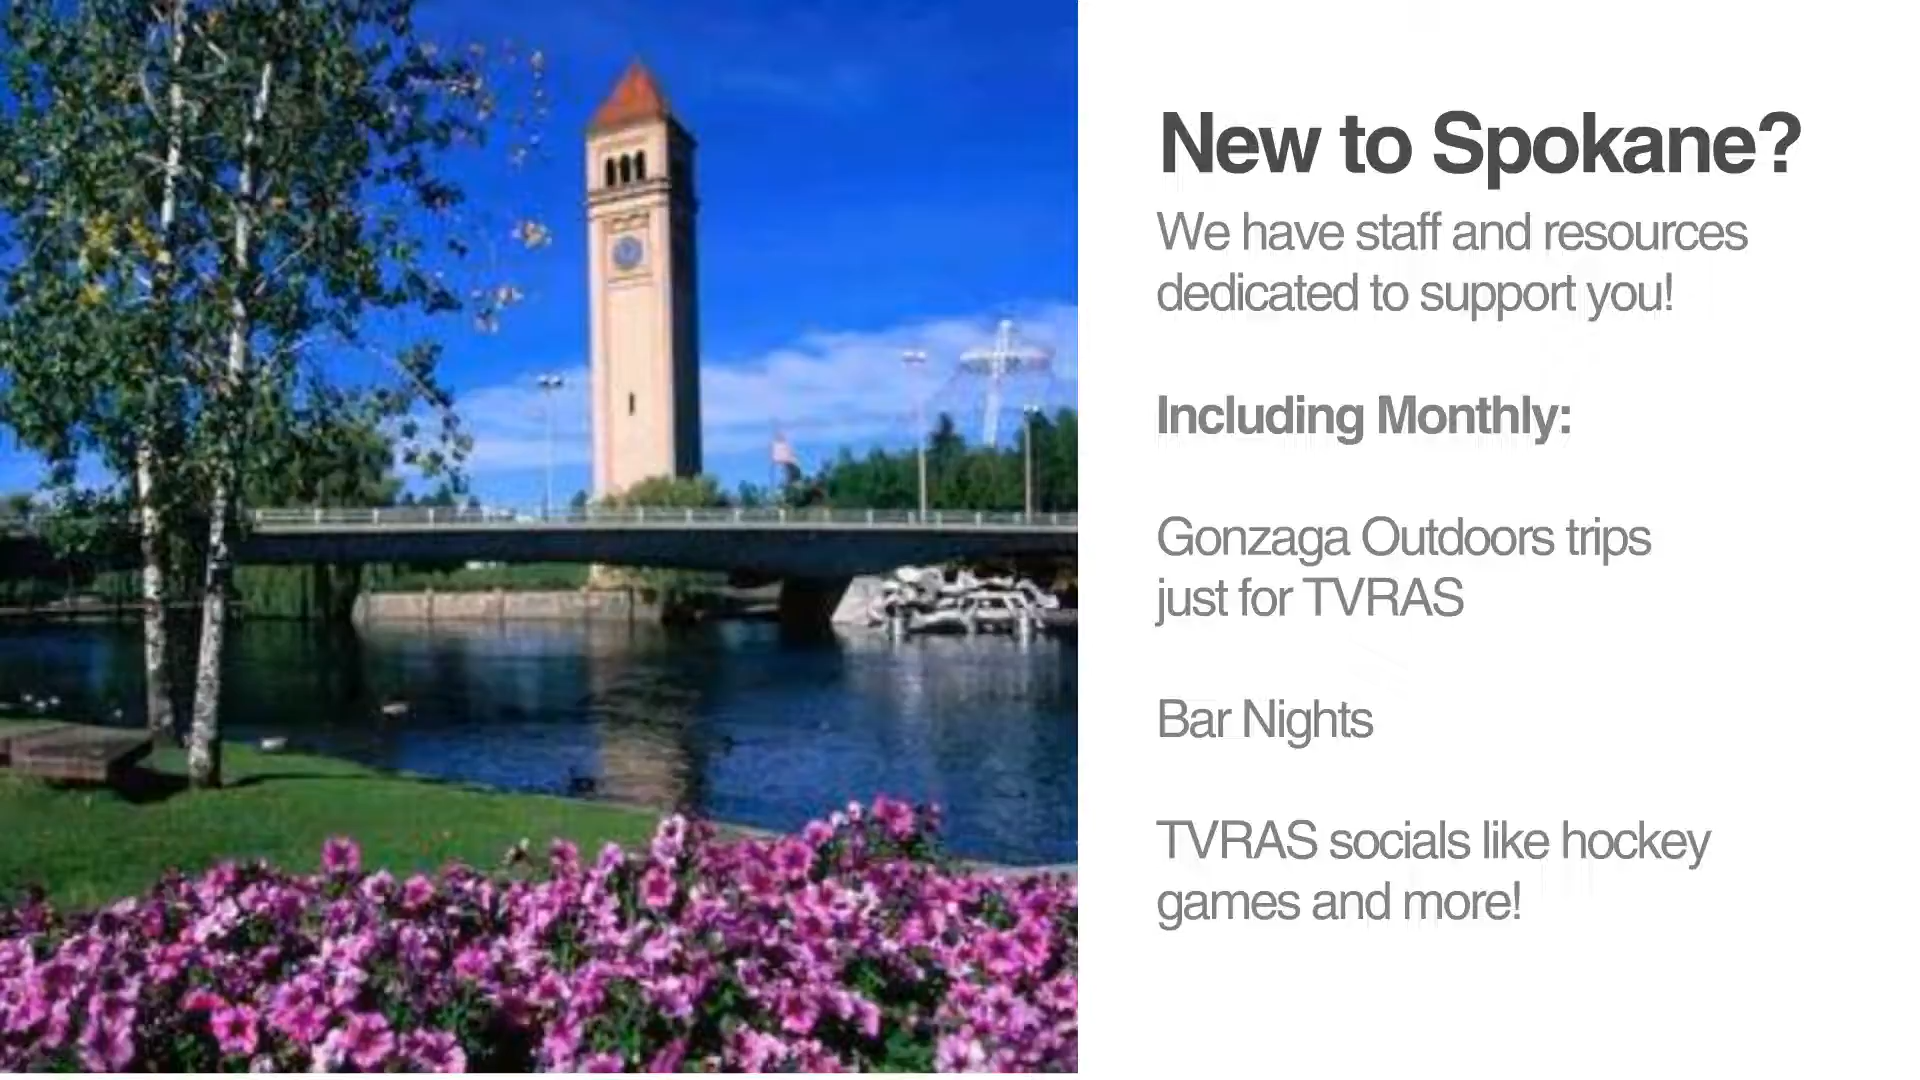 New to Spokane?
We have staff and resources
dedicated to support you!
Including Monthly:
Gonzaga Outdoors trips
just for TVRAS
Bar Nights
TVRAS socials like hockey
games and more!